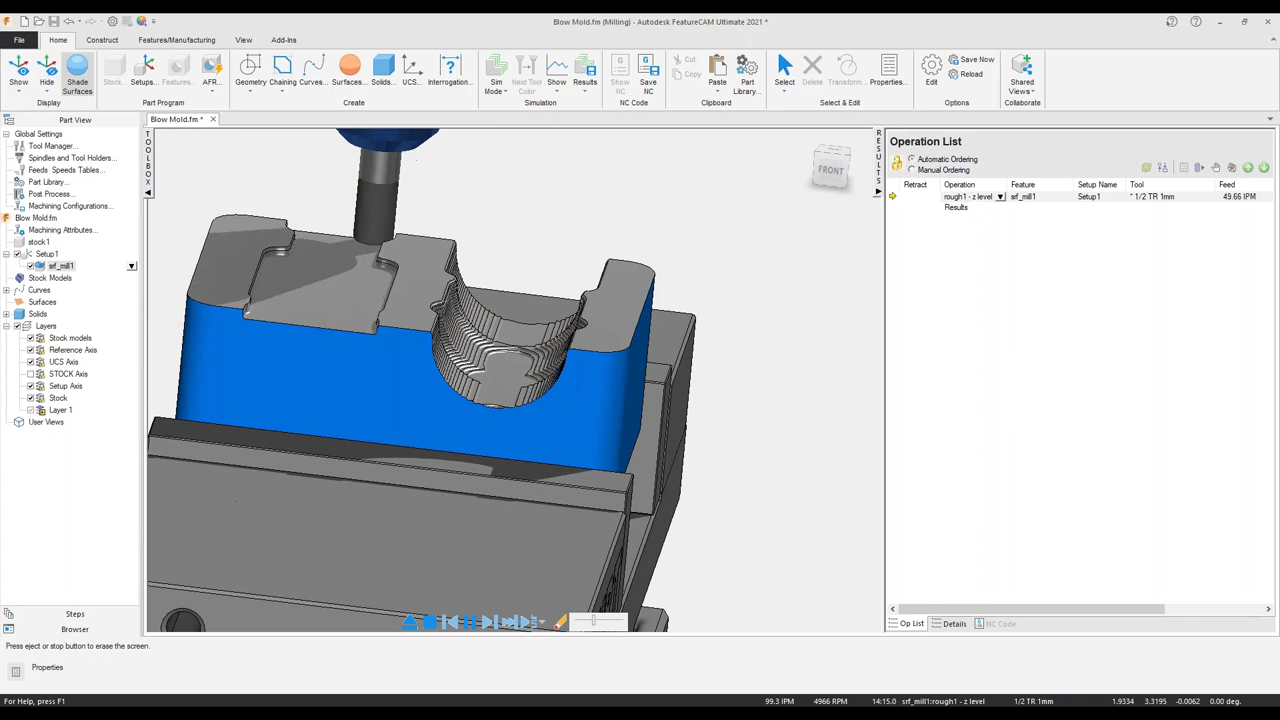 Blow Mold.fm (Milling) - Autodesk FeatureCAM Ultimate 2021 *
File Home Construct Features/Manufacturing View Add-Ins
Show Hide Shade Surfaces Stock... Setups... Features... AFR... Geometry Chaining Curves... Surfaces... Solids... UCS... Interrogation... Sim Mode Next Tool Color Show Results Show NC Save NC Cut Copy Paste Part Library... Select Delete Transform... Properties... Edit Save Now Reload Shared Views
Display Part Program Create Simulation NC Code Clipboard Select & Edit Options Collaborate
Part View
Blow Mold.fm *
Global Settings
Tool Manager...
Spindles and Tool Holders...
Feeds Speeds Tables...
Part Library...
Post Process...
Machining Configurations...
Blow Mold.fm
Machining Attributes...
stock1
Setup1
srf_mill1
Stock Models
Curves
Surfaces
Solids
Layers
Stock models
Reference Axis
UCS Axis
STOCK Axis
Setup Axis
Stock
Layer 1
User Views
Steps
Browser
TOOLBOX
FRONT
RESULTS
Operation List
Automatic Ordering
Manual Ordering
Retract Operation Feature Setup Name Tool Feed
rough1 - z level srf_mill1 Setup1 * 1/2 TR 1mm 49.66 IPM
Results
Op List Details NC Code
Press eject or stop button to erase the screen.
Properties
For Help, press F1 99.3 IPM 4966 RPM 14:15.0 srf_mill1:rough1 - z level 1/2 TR 1mm 1.9334 3.3195 -0.0062 0.00 deg.